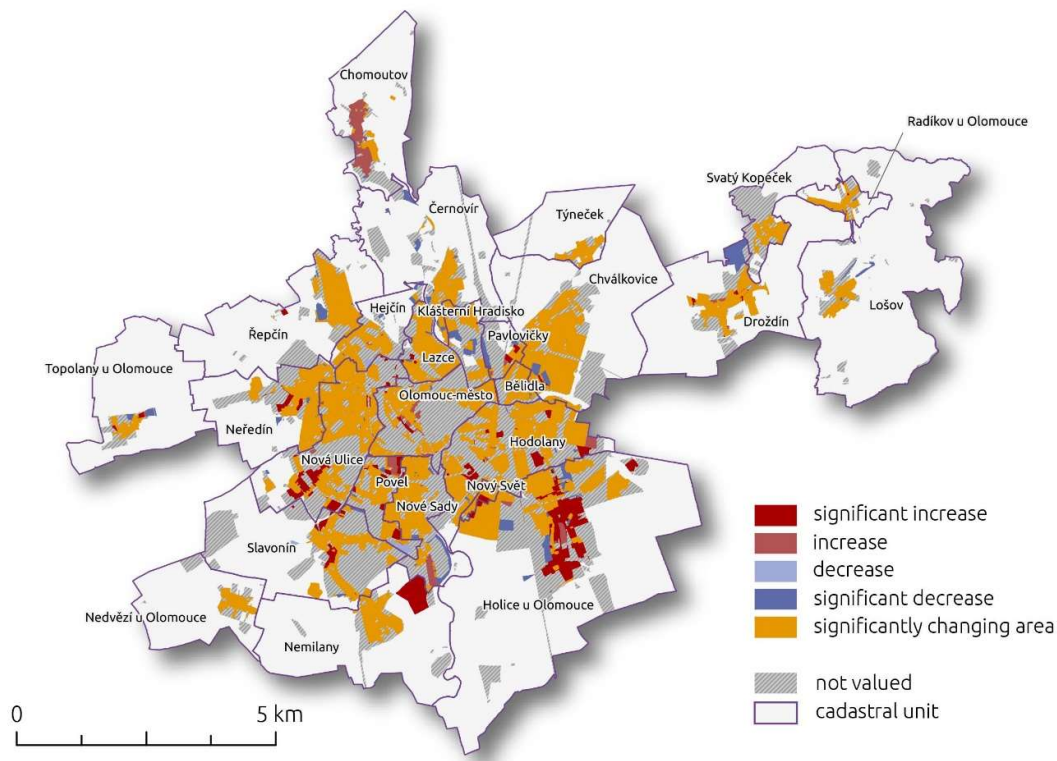 Chomoutov
Radíkov u Olomouce
Svatý Kopeček
Černovír
Týneček
Chválkovice
Lošov
Hejčín
Klášterní Hradisko
Droždín
Řepčín
Pavlovičky
Lazce
Topolany u Olomouce
Bělidla
Olomouc-město
Neředín
Hodolany
Nová Ulice
Povel
Nový Svět
Nové Sady
Slavonín
Holice u Olomouce
Nedvězí u Olomouce
Nemilany
significant increase
increase
decrease
significant decrease
significantly changing area
not valued
cadastral unit
0 5 km